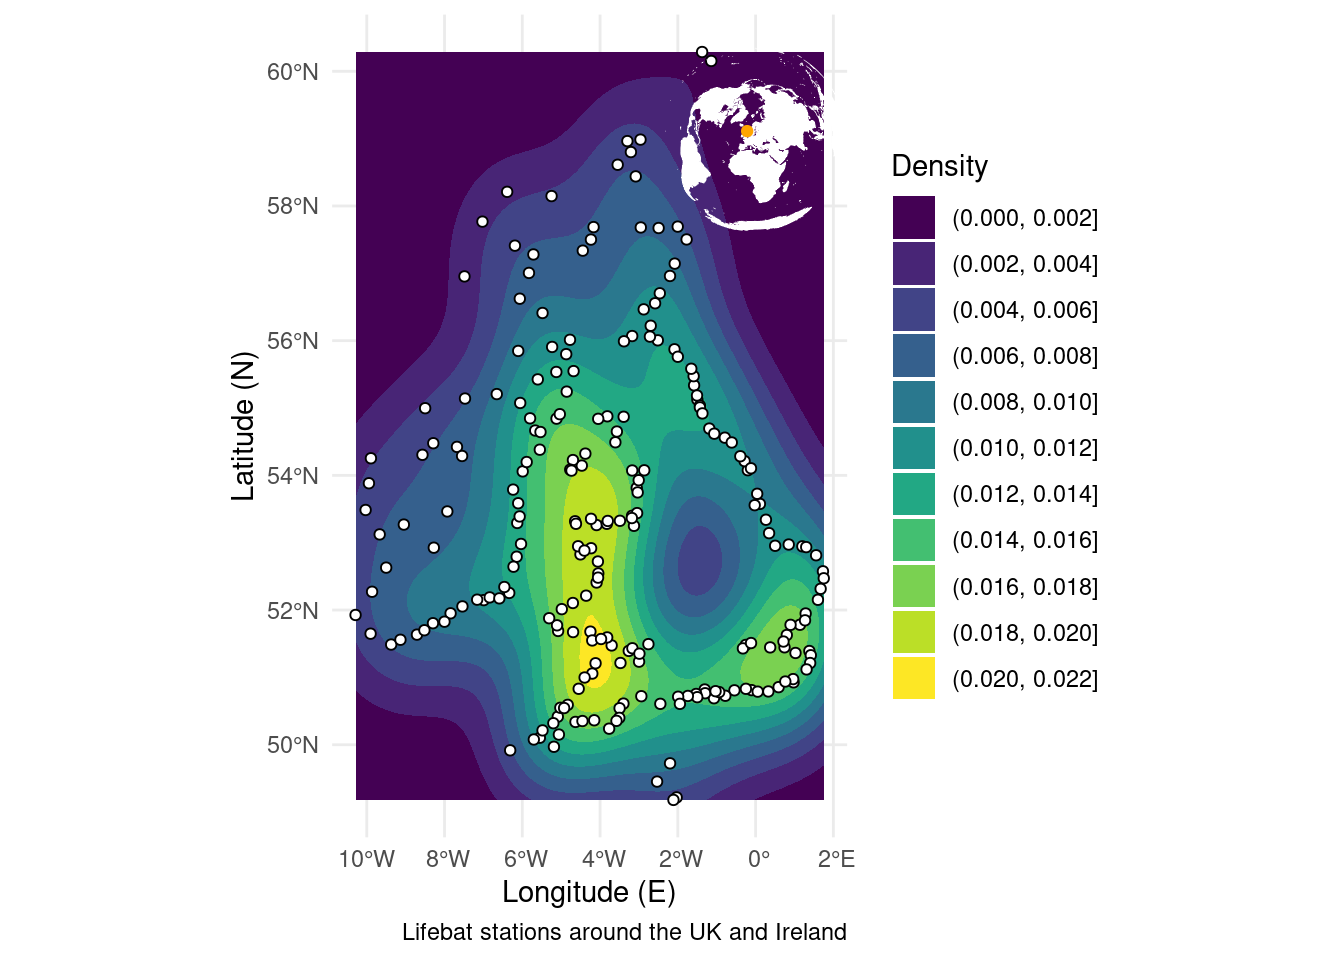 60°N
58°N
56°N
54°N
52°N
50°N
Latitude (N)
10°W 8°W 6°W 4°W 2°W 0° 2°E
Longitude (E)
Lifebat stations around the UK and Ireland
Density
(0.000, 0.002]
(0.002, 0.004]
(0.004, 0.006]
(0.006, 0.008]
(0.008, 0.010]
(0.010, 0.012]
(0.012, 0.014]
(0.014, 0.016]
(0.016, 0.018]
(0.018, 0.020]
(0.020, 0.022]